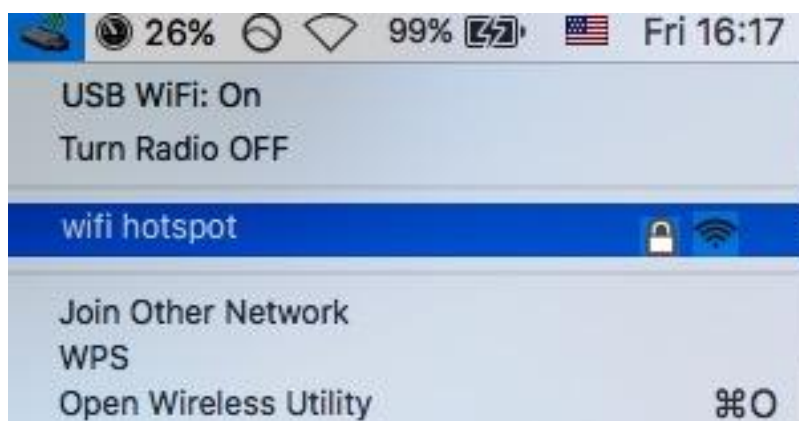 26% 99% Fri 16:17
USB WiFi: On
Turn Radio OFF
wifi hotspot
Join Other Network
WPS
Open Wireless Utility ⌘O